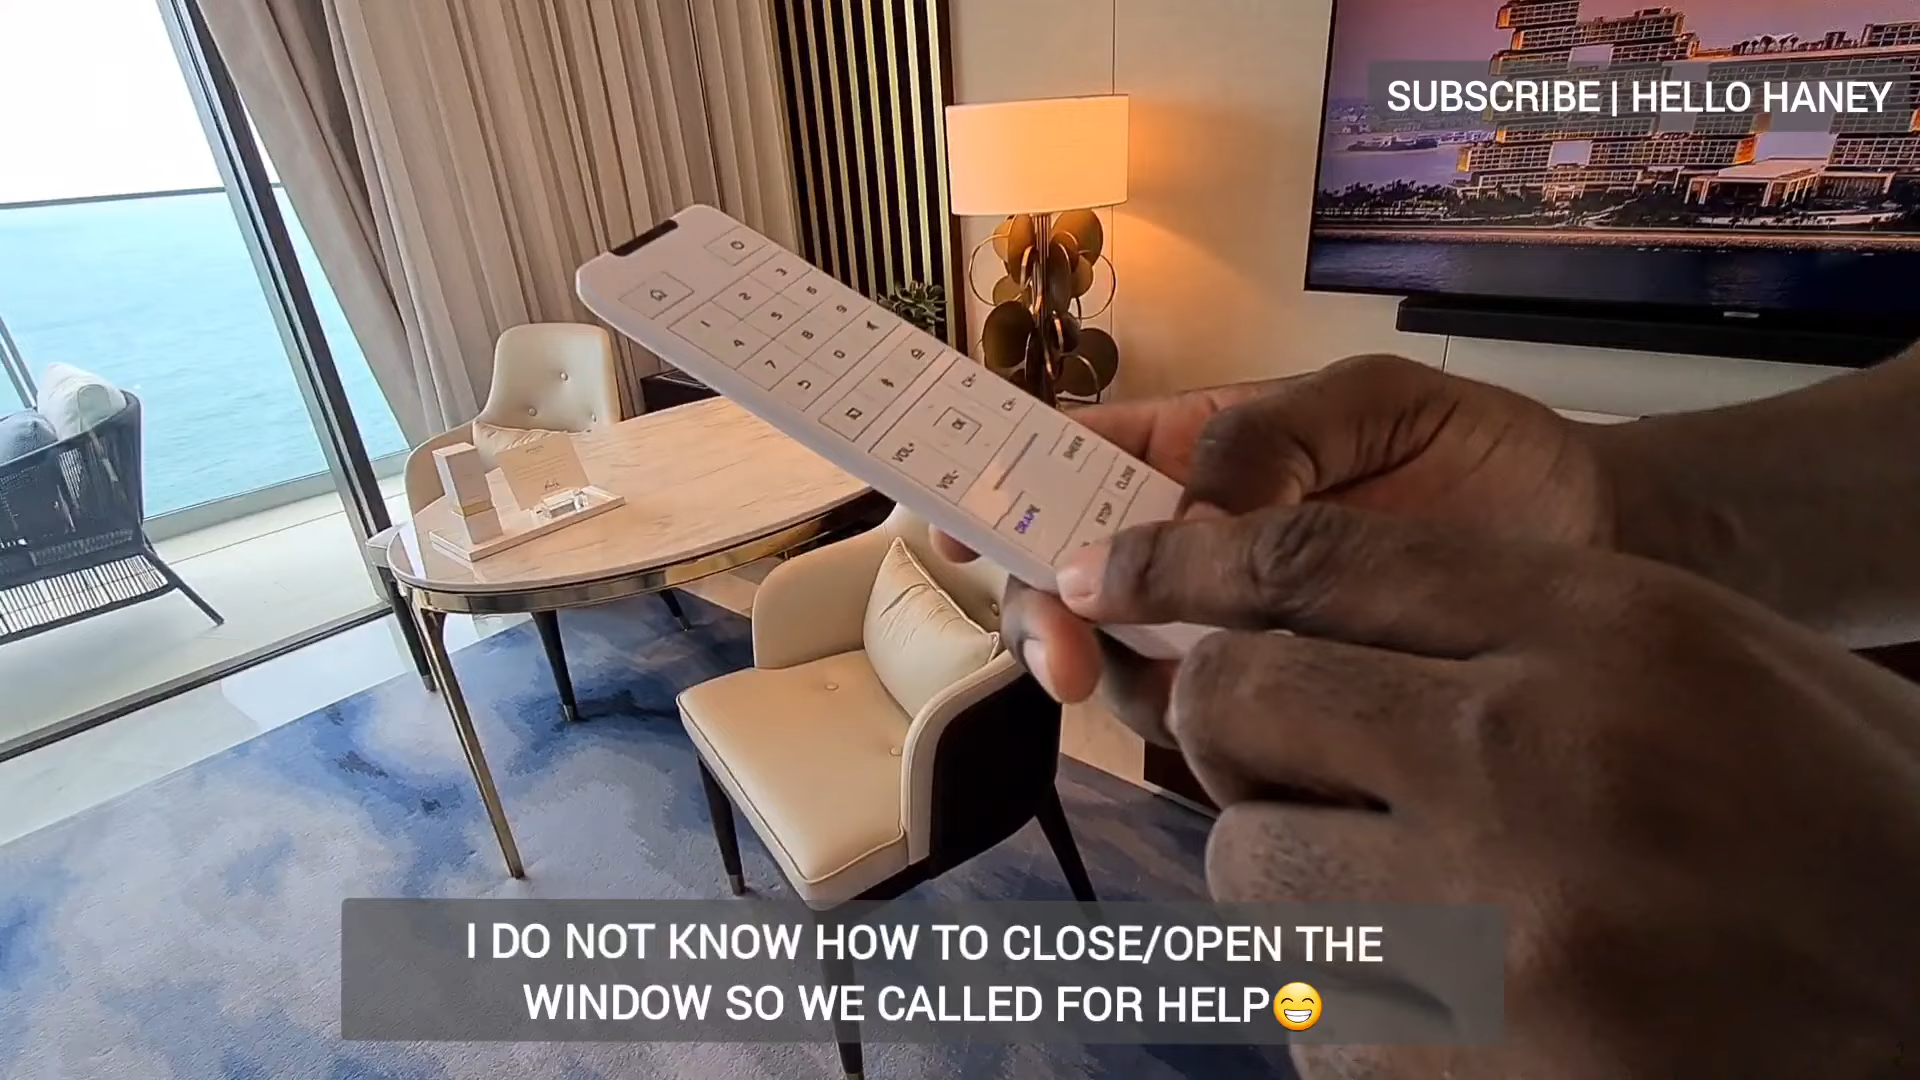 SUBSCRIBE | HELLO HANEY
3
2
6
1
5
9
4
8
7
0
CH+
OK
CH-
VOL+
SHEER
VOL-
CLOSE
DRAPE
STOP
I DO NOT KNOW HOW TO CLOSE/OPEN THE
WINDOW SO WE CALLED FOR HELP😁